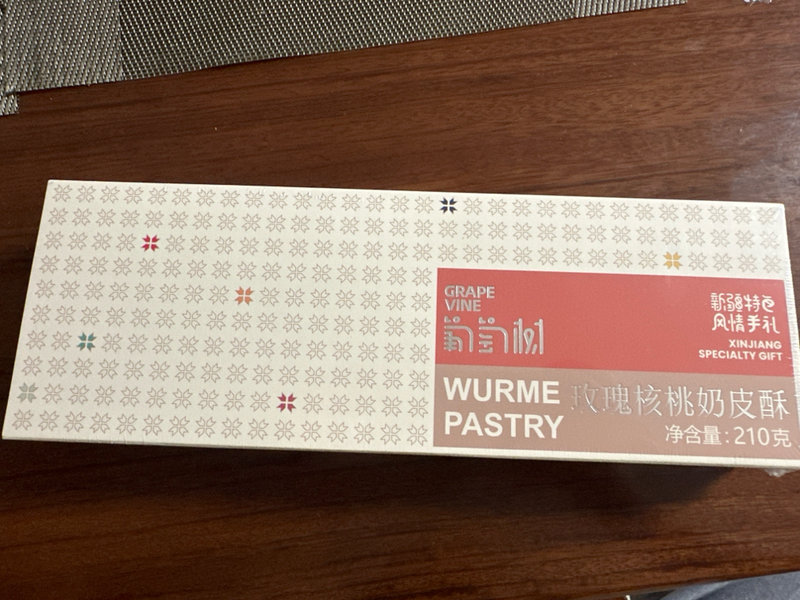 GRAPE
VINE
葡萄树
新疆特色
风情手礼
XINJIANG
SPECIALTY GIFT
WURME
PASTRY
玫瑰核桃奶皮酥
净含量:210克